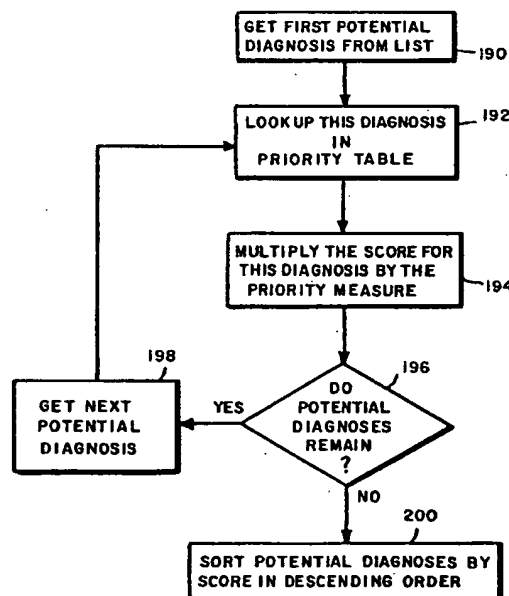 GET FIRST POTENTIAL
DIAGNOSIS FROM LIST
190
LOOKUP THIS DIAGNOSIS
IN
PRIORITY TABLE
192
MULTIPLY THE SCORE FOR
THIS DIAGNOSIS BY THE
PRIORITY MEASURE
194
198
GET NEXT
POTENTIAL
DIAGNOSIS
YES
196
DO
POTENTIAL
DIAGNOSES
REMAIN
?
NO
200
SORT POTENTIAL DIAGNOSES BY
SCORE IN DESCENDING ORDER